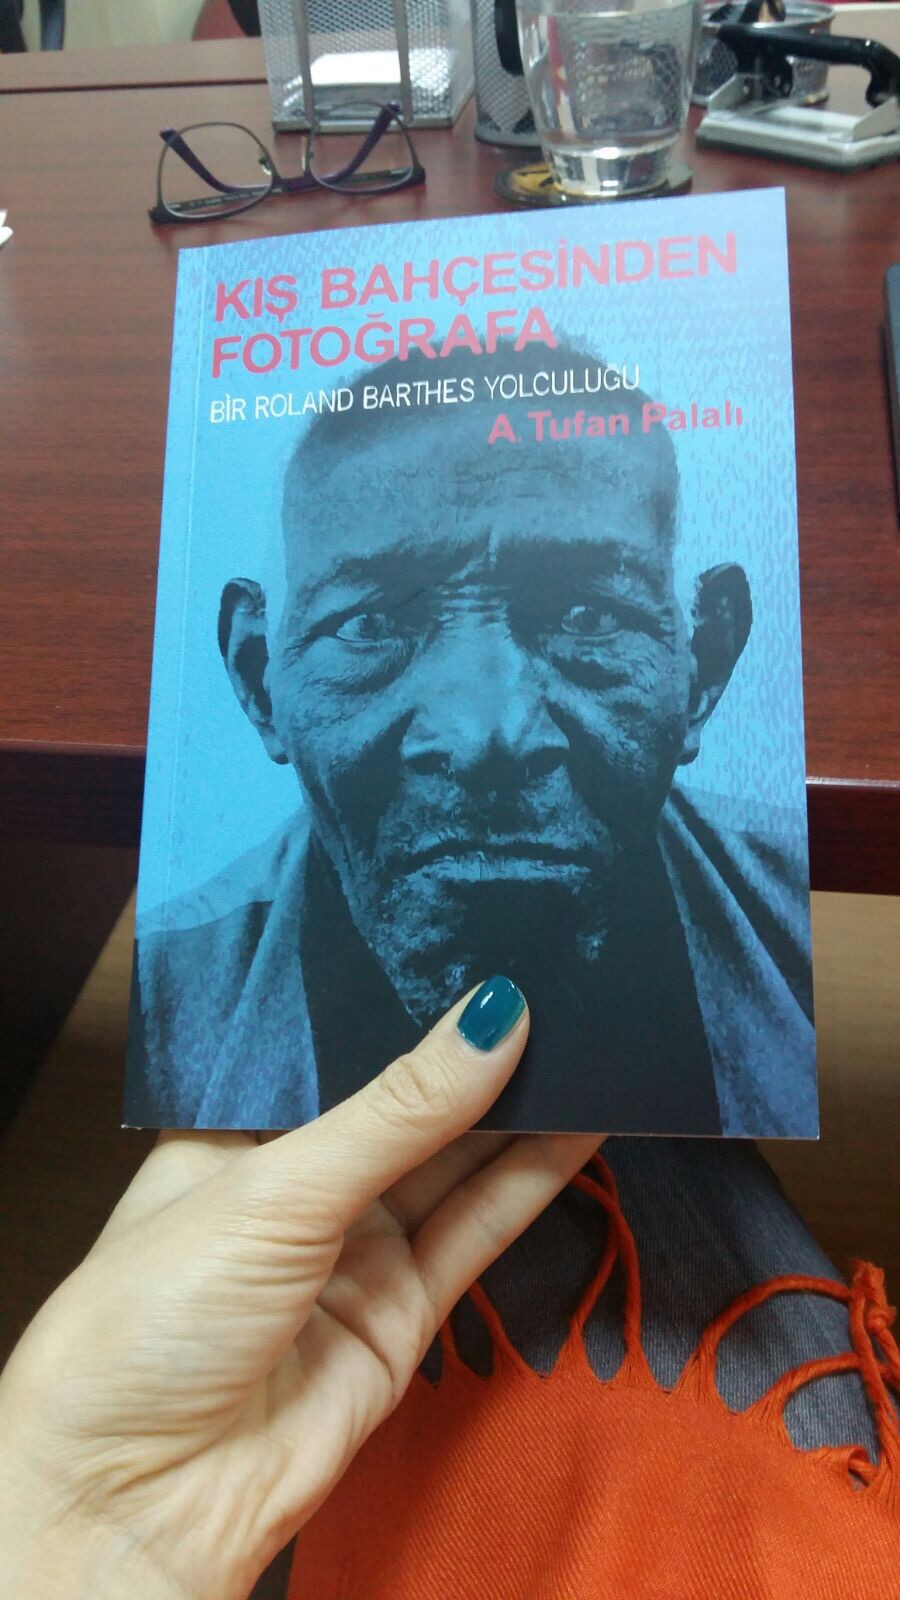 KIŞ BAHÇESİNDEN
FOTOĞRAFA
BİR ROLAND BARTHES YOLCULUGU
A. Tufan Palalı